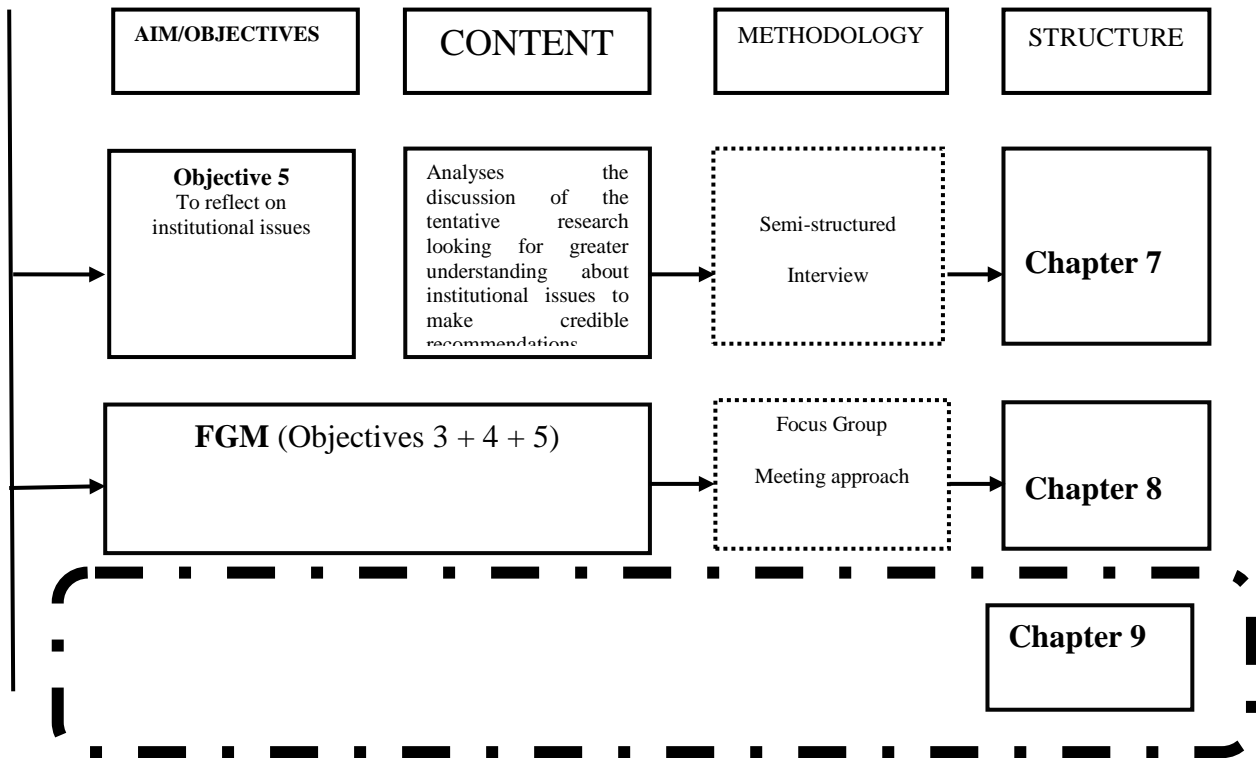 AIM/OBJECTIVES
CONTENT
METHODOLOGY
STRUCTURE
Objective 5
To reflect on
institutional issues
Analyses the
discussion of the
tentative research
looking for greater
understanding about
institutional issues to
make credible
recommendations
Semi-structured
Interview
Chapter 7
FGM (Objectives 3 + 4 + 5)
Focus Group
Meeting approach
Chapter 8
Chapter 9